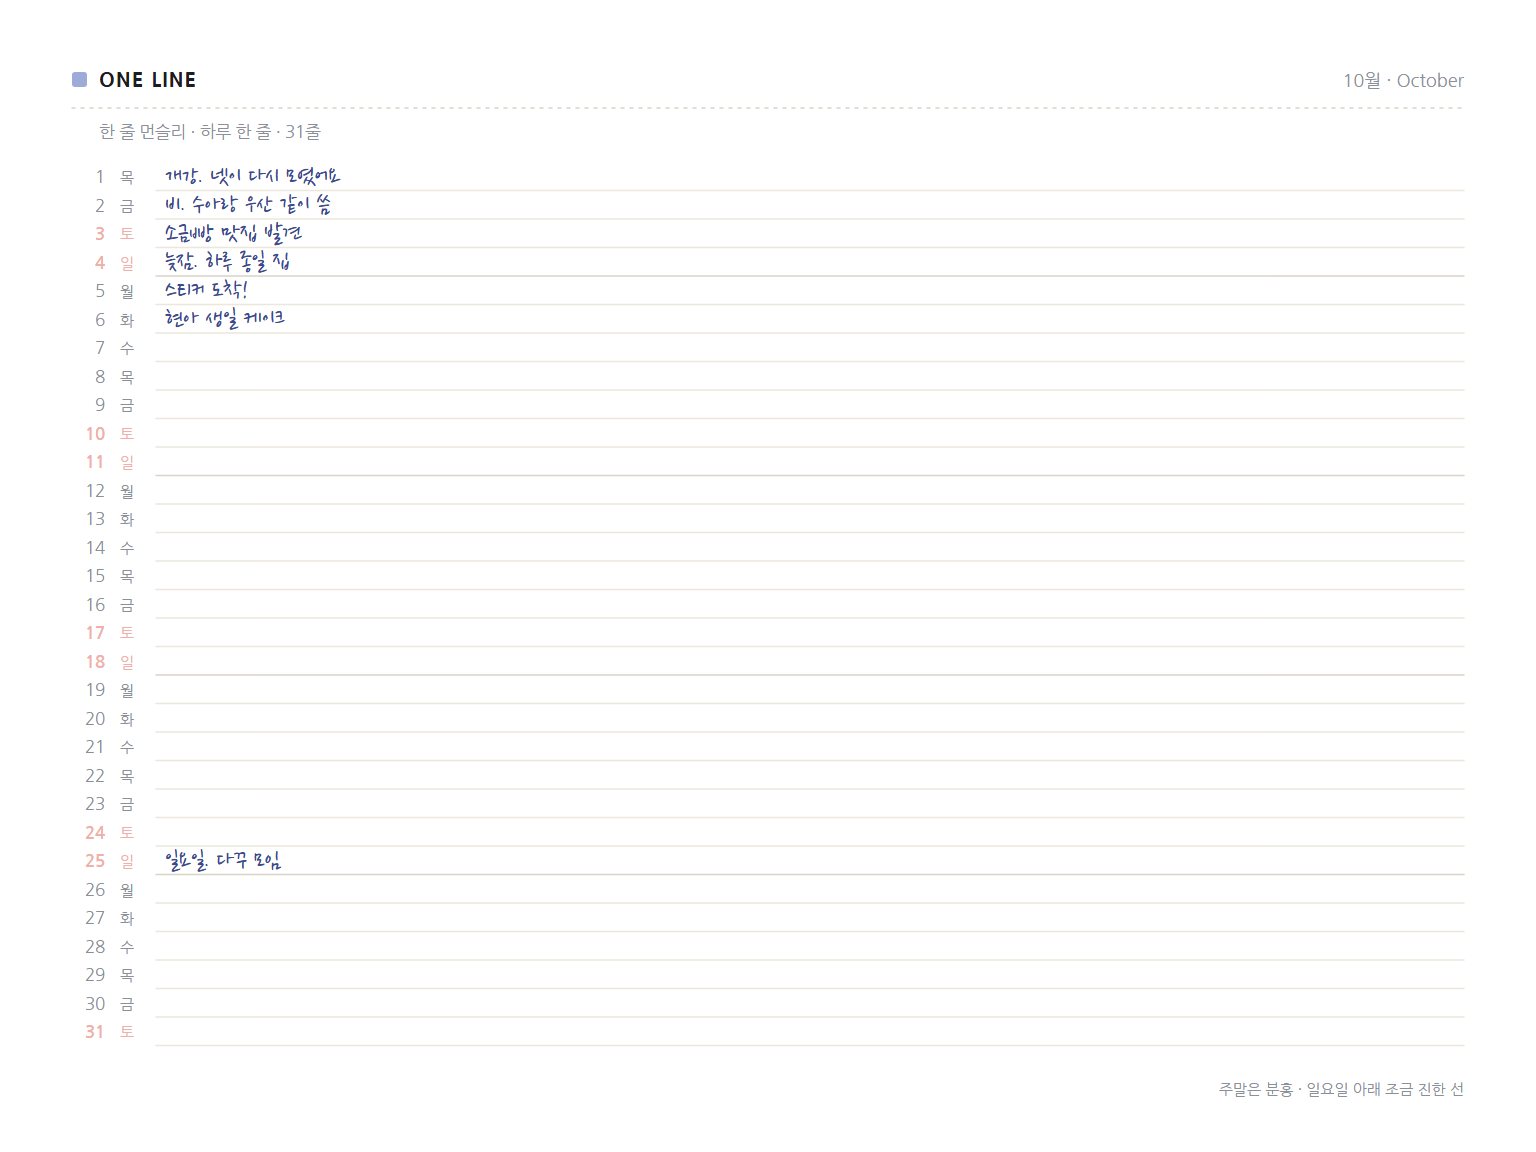 ONE LINE
10월 · October
한 줄 먼슬리 · 하루 한 줄 · 31줄
1 목 개강. 넷이 다시 모였어요
2 금 비. 수아랑 우산 같이 씀
3 토 소금빵 맛집 발견
4 일 늦잠. 하루 종일 집
5 월 스티커 도착!
6 화 현아 생일 케이크
7 수
8 목
9 금
10 토
11 일
12 월
13 화
14 수
15 목
16 금
17 토
18 일
19 월
20 화
21 수
22 목
23 금
24 토
25 일 일요일. 다꾸 모임
26 월
27 화
28 수
29 목
30 금
31 토
주말은 분홍 · 일요일 아래 조금 진한 선